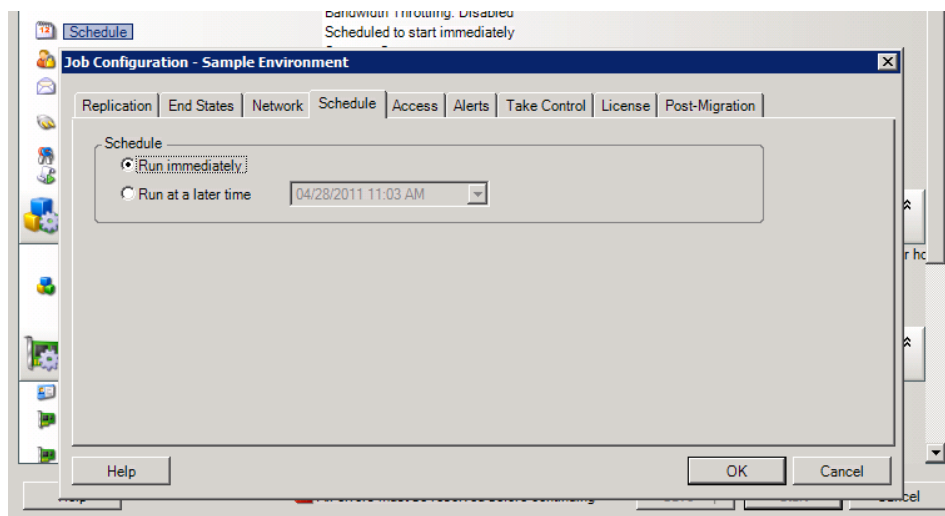 Bandwidth Throttling: Disabled
12 Schedule Scheduled to start immediately
Job Configuration - Sample Environment
Replication End States Network Schedule Access Alerts Take Control License Post-Migration
Schedule
Run immediately
Run at a later time 04/28/2011 11:03 AM
r ho
Help OK Cancel